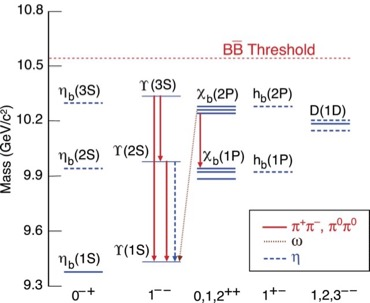 10.8
BB̅ Threshold
10.5
ηb(3S)
ϒ(3S)
χb(2P)
hb(2P)
D(1D)
10.2
ηb(2S)
ϒ(2S)
χb(1P)
hb(1P)
9.9
9.6
Mass (GeV/c²)
π⁺π⁻, π⁰π⁰
ω
η
ηb(1S)
ϒ(1S)
9.3
0⁻⁺ 1⁻⁻ 0,1,2⁺⁺ 1⁺⁻ 1,2,3⁻⁻